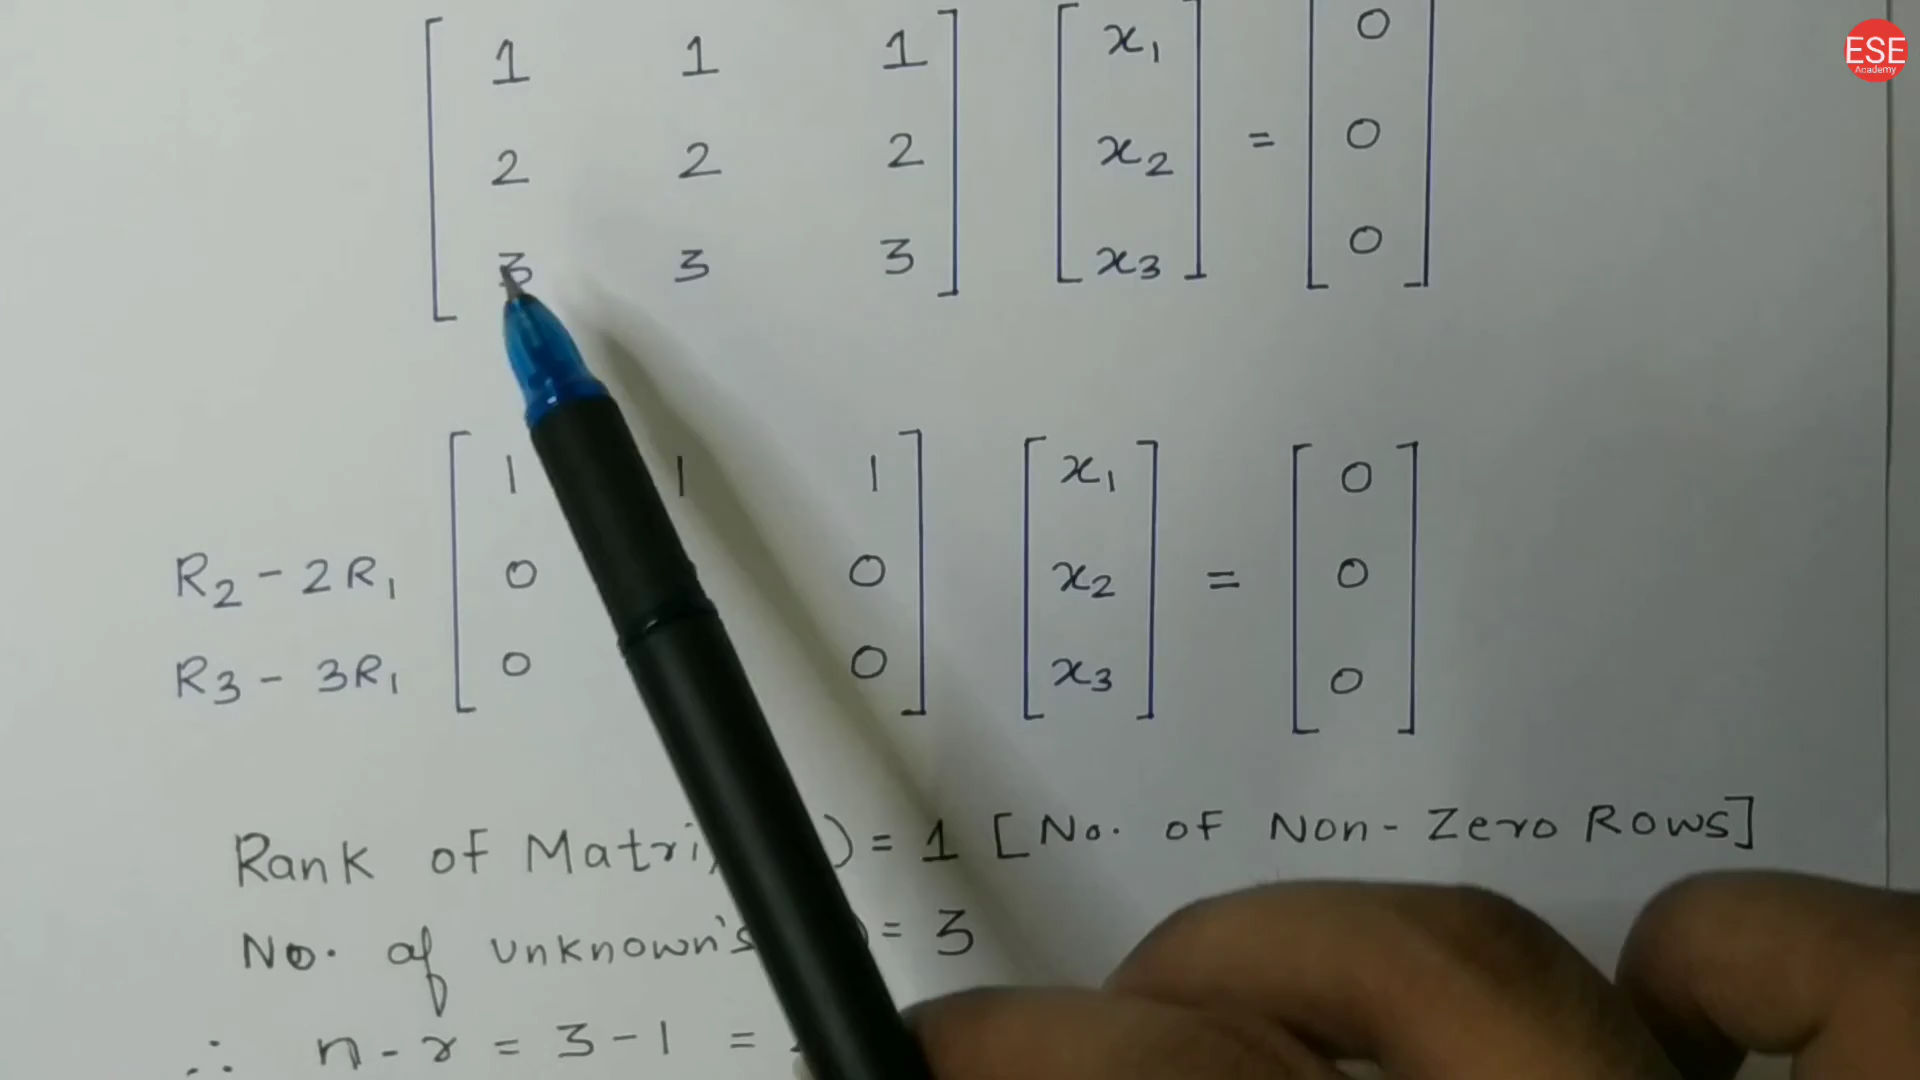 ESE
Academy
1 1 1 x1 0
2 2 2 x2 = 0
3 3 3 x3 0
1 1 1 x1 0
R2 - 2R1 0 0 x2 = 0
R3 - 3R1 0 0 x3 0
Rank of ) = 1 [No. of Non-Zero Rows]
No. of unknown's = 3
∴ n - r = 3 - 1 =